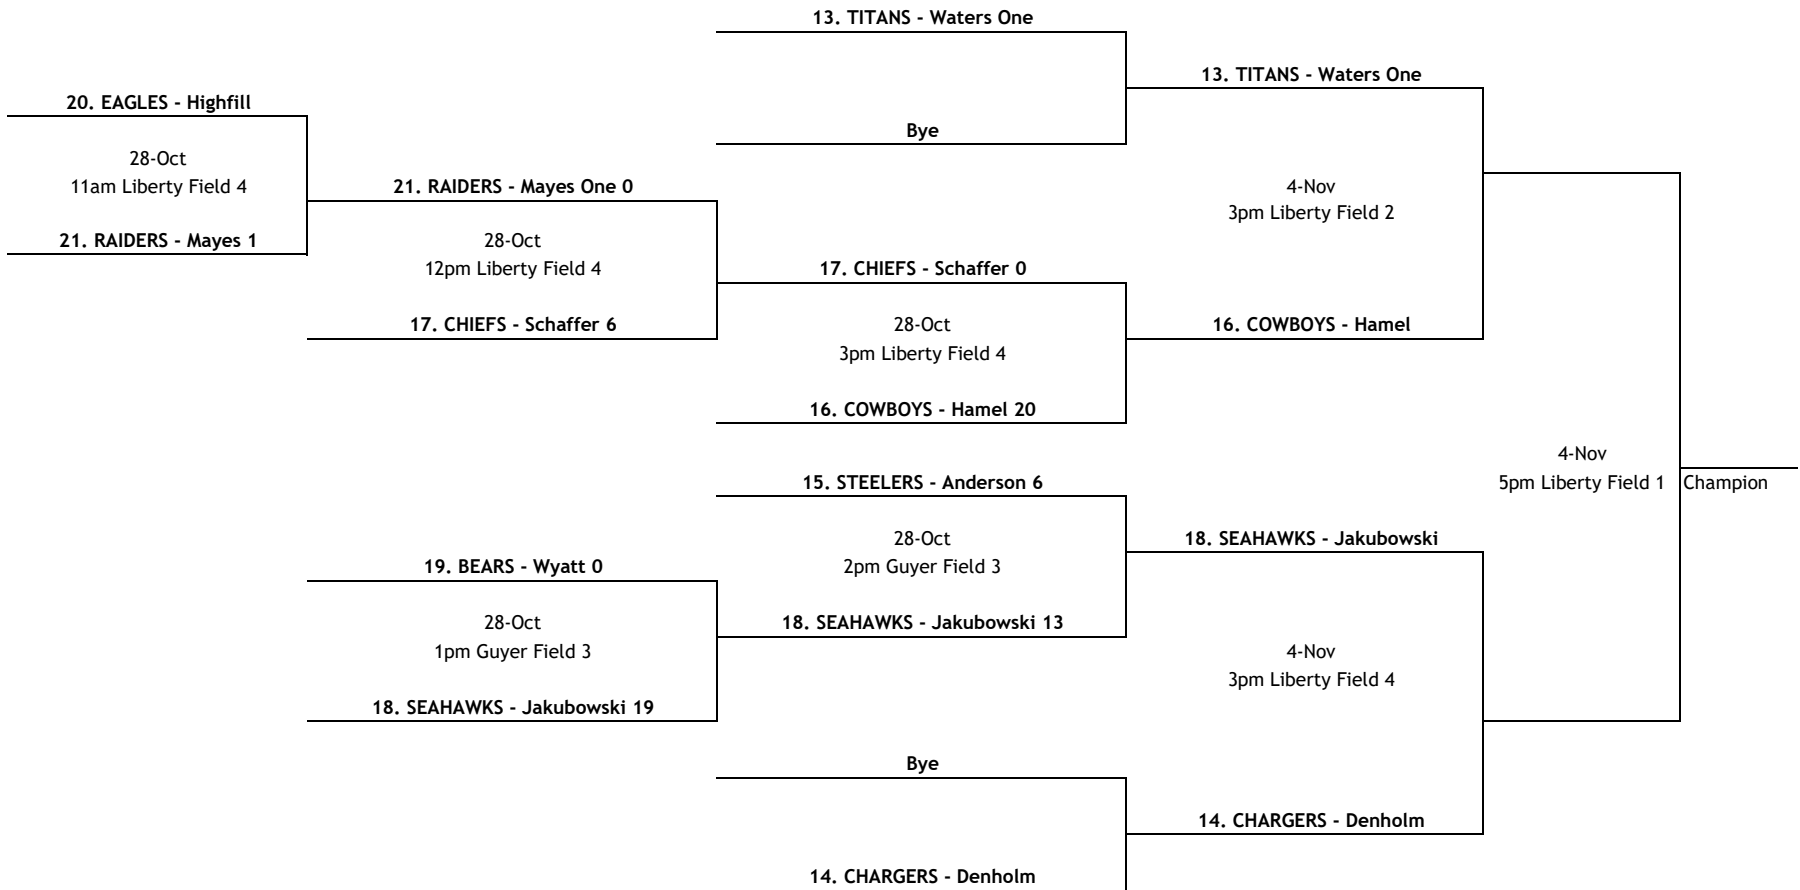 13. TITANS - Waters One
13. TITANS - Waters One
20. EAGLES - Highfill
Bye
28-Oct
11am Liberty Field 4
21. RAIDERS - Mayes One 0
4-Nov
3pm Liberty Field 2
21. RAIDERS - Mayes 1
28-Oct
12pm Liberty Field 4
17. CHIEFS - Schaffer 0
17. CHIEFS - Schaffer 6
28-Oct
3pm Liberty Field 4
16. COWBOYS - Hamel
16. COWBOYS - Hamel 20
4-Nov
5pm Liberty Field 1
Champion
15. STEELERS - Anderson 6
28-Oct
2pm Guyer Field 3
18. SEAHAWKS - Jakubowski
19. BEARS - Wyatt 0
28-Oct
1pm Guyer Field 3
18. SEAHAWKS - Jakubowski 13
4-Nov
3pm Liberty Field 4
18. SEAHAWKS - Jakubowski 19
Bye
14. CHARGERS - Denholm
14. CHARGERS - Denholm